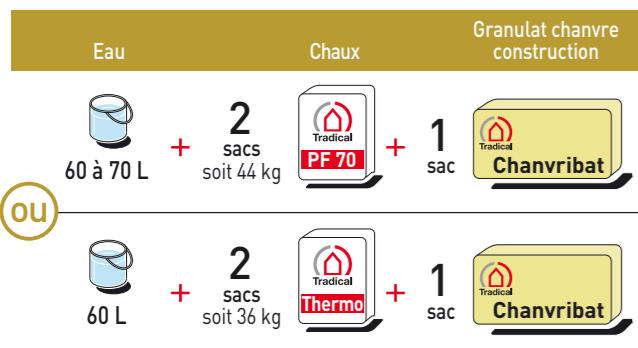 Eau
Chaux
Granulat chanvre
construction
60 à 70 L
+
2
sacs
soit 44 kg
Tradical
PF 70
+
1
sac
Tradical
Chanvribat
ou
60 L
+
2
sacs
soit 36 kg
Tradical
Thermo
+
1
sac
Tradical
Chanvribat